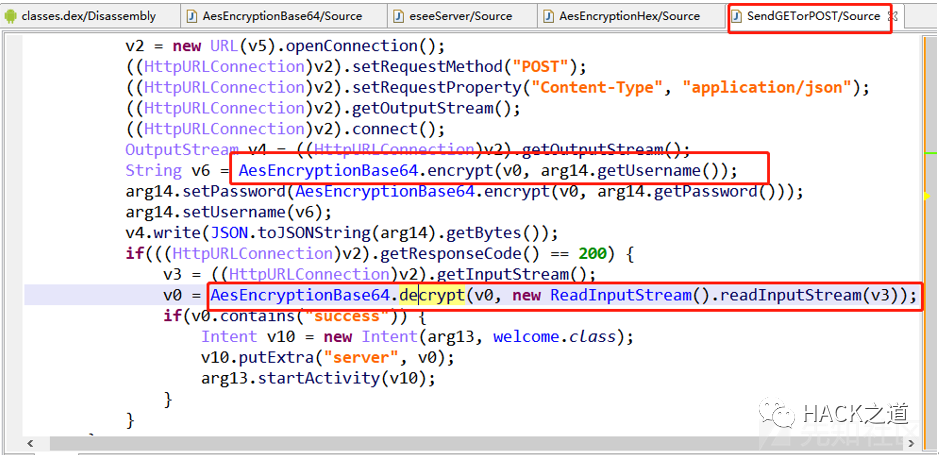 classes.dex/Disassembly AesEncryptionBase64/Source eseeServer/Source AesEncryptionHex/Source SendGETorPOST/Source
v2 = new URL(v5).openConnection();
((HttpURLConnection)v2).setRequestMethod("POST");
((HttpURLConnection)v2).setRequestProperty("Content-Type", "application/json");
((HttpURLConnection)v2).getOutputStream();
((HttpURLConnection)v2).connect();
OutputStream v4 = ((HttpURLConnection)v2).getOutputStream();
String v6 = AesEncryptionBase64.encrypt(v0, arg14.getUsername());
arg14.setPassword(AesEncryptionBase64.encrypt(v0, arg14.getPassword()));
arg14.setUsername(v6);
v4.write(JSON.toJSONString(arg14).getBytes());
if(((HttpURLConnection)v2).getResponseCode() == 200) {
v3 = ((HttpURLConnection)v2).getInputStream();
v0 = AesEncryptionBase64.decrypt(v0, new ReadInputStream().readInputStream(v3));
if(v0.contains("success")) {
Intent v10 = new Intent(arg13, welcome.class);
v10.putExtra("server", v0);
arg13.startActivity(v10);
}
}
HACK之道
先知社区